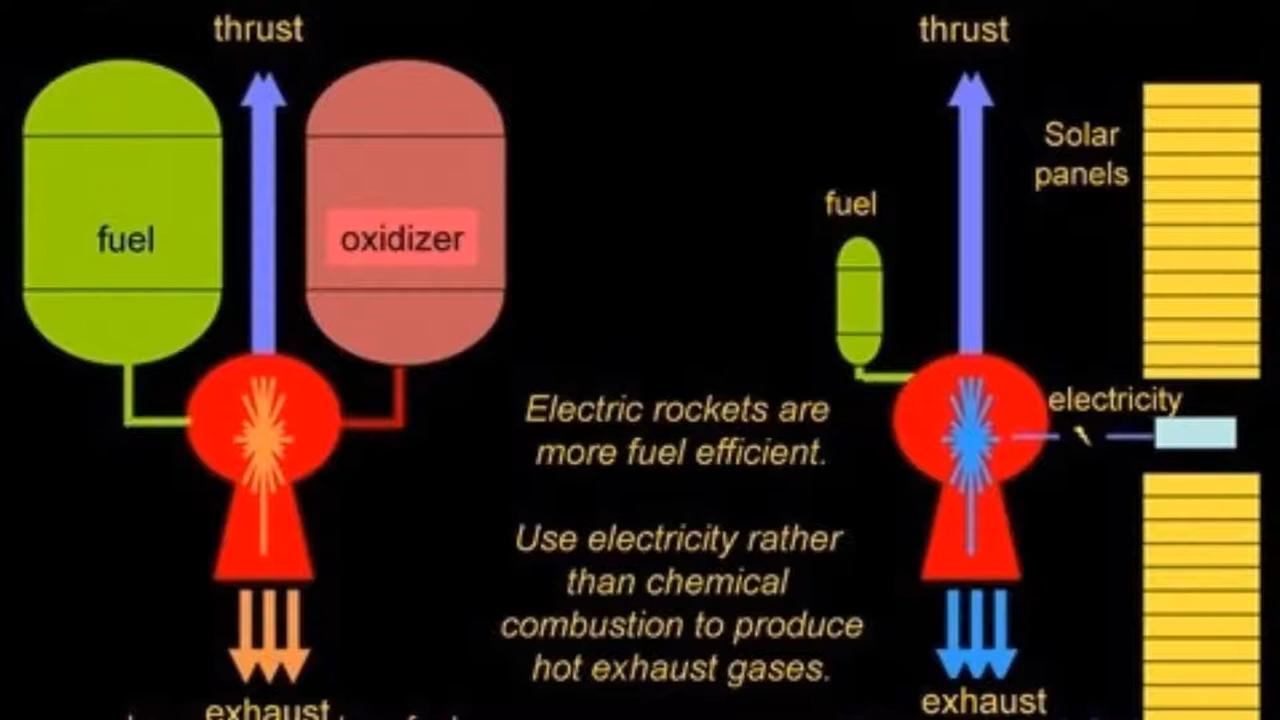 thrust
fuel
oxidizer
exhaust
Electric rockets are
more fuel efficient.
Use electricity rather
than chemical
combustion to produce
hot exhaust gases.
thrust
Solar
panels
fuel
electricity
exhaust